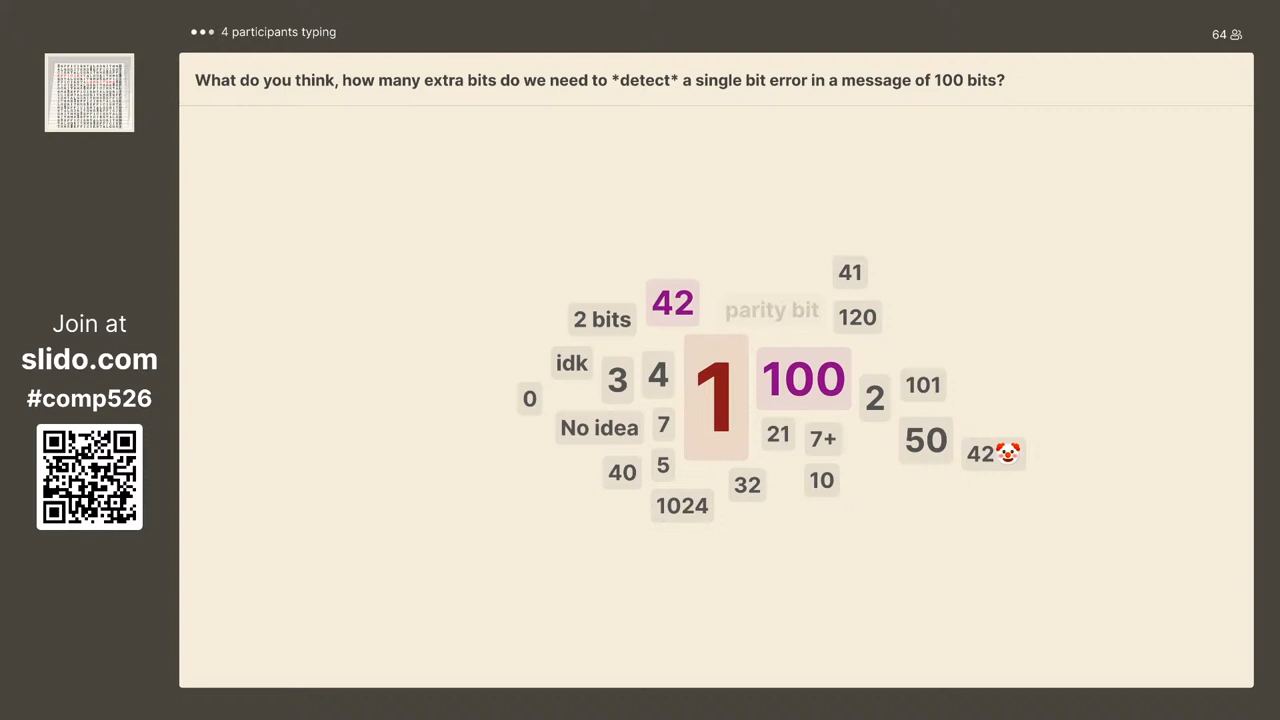 4 participants typing
64
What do you think, how many extra bits do we need to *detect* a single bit error in a message of 100 bits?
Join at
slido.com
#comp526
41
42
parity bit
120
2 bits
idk
3
4
1
100
2
101
0
No idea
7
21
7+
50
42🤡
40
5
32
10
1024